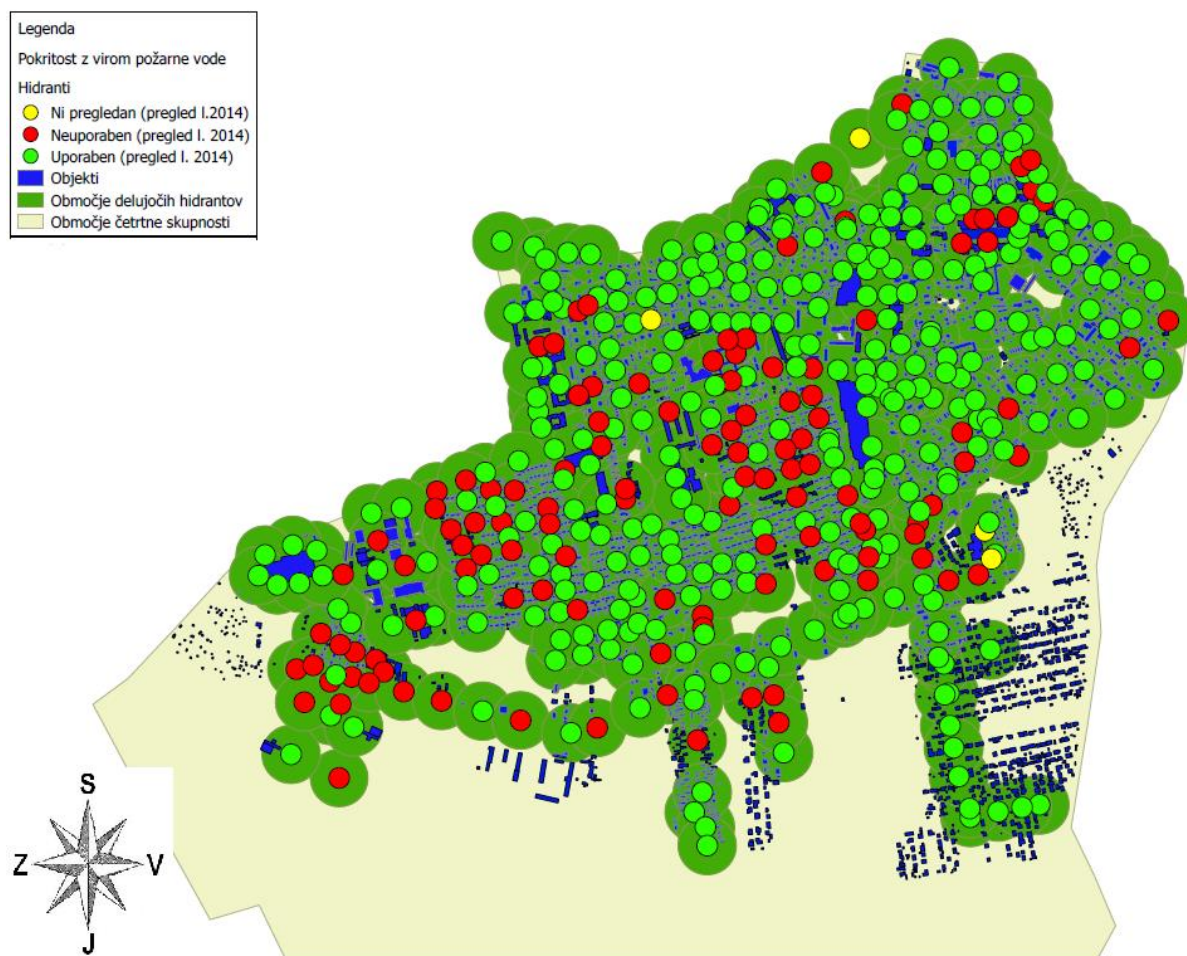 Legenda
Pokritost z virom požarne vode
Hidranti
Ni pregledan (pregled l.2014)
Neuporaben (pregled l. 2014)
Uporaben (pregled l. 2014)
Objekti
Območje delujočih hidrantov
Območje četrtne skupnosti
S
Z V
J